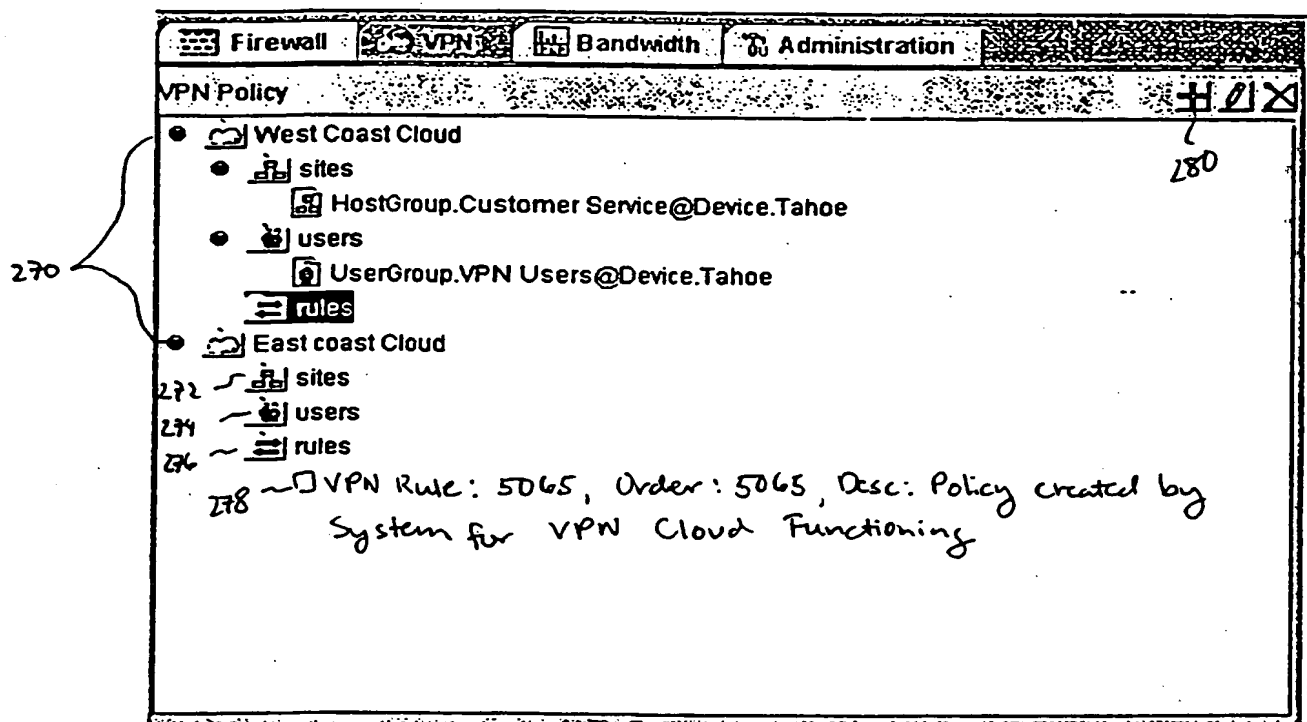 Firewall VPN Bandwidth Administration
VPN Policy
280
West Coast Cloud
sites
HostGroup.Customer Service@Device.Tahoe
users
270
UserGroup.VPN Users@Device.Tahoe
rules
East coast Cloud
272 sites
274 users
276 rules
278 VPN Rule: 5065, Order: 5065, Desc: Policy created by
System for VPN Cloud Functioning